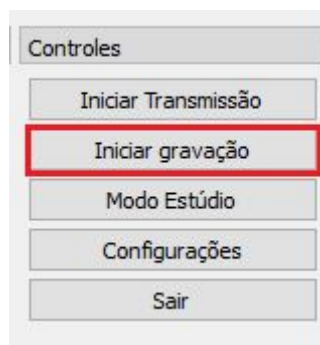 Controles
Iniciar Transmissão
Iniciar gravação
Modo Estúdio
Configurações
Sair